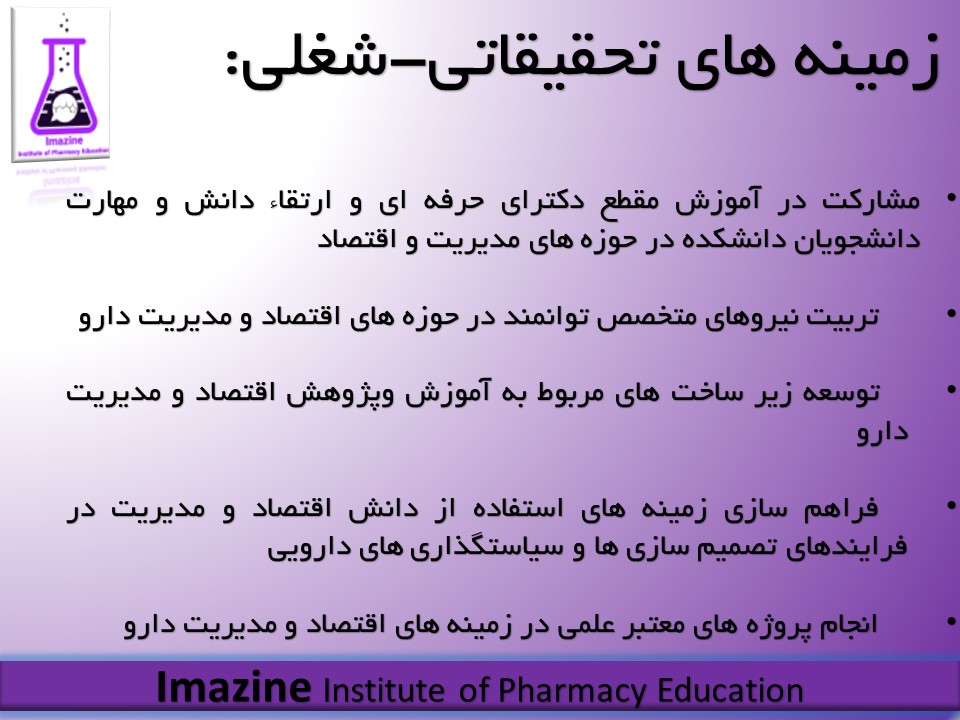 زمینه های تحقیقاتی–شغلی:
Imazine
Institute of Pharmacy Education
• مشارکت در آموزش مقطع دکترای حرفه ای و ارتقاء دانش و مهارت
دانشجویان دانشکده در حوزه های مدیریت و اقتصاد
• تربیت نیروهای متخصص توانمند در حوزه های اقتصاد و مدیریت دارو
• توسعه زیر ساخت های مربوط به آموزش وپژوهش اقتصاد و مدیریت
دارو
• فراهم سازی زمینه های استفاده از دانش اقتصاد و مدیریت در
فرایندهای تصمیم سازی ها و سیاستگذاری های دارویی
• انجام پروژه های معتبر علمی در زمینه های اقتصاد و مدیریت دارو
Imazine Institute of Pharmacy Education